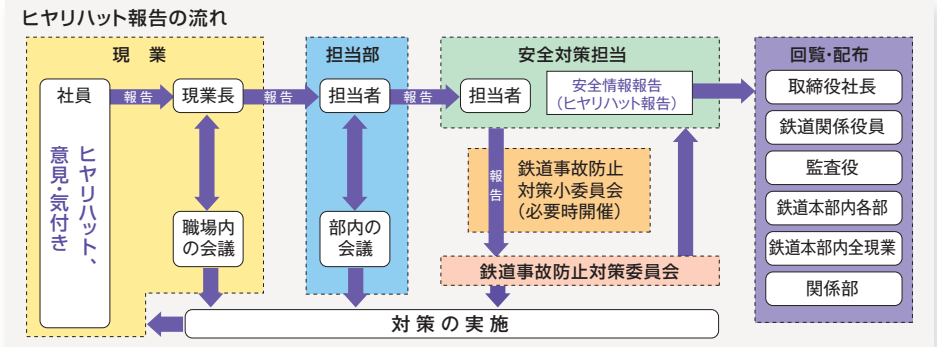 ヒヤリハット報告の流れ
現 業
担当部
安全対策担当
回覧・配布
社員
報告
現業長
報告
担当者
報告
担当者
安全情報報告
（ヒヤリハット報告）
取締役社長
鉄道関係役員
監査役
鉄道本部内各部
鉄道本部内全現業
関係部
ヒヤリハット、
意見・気付き
職場内
の会議
部内の
会議
報告
鉄道事故防止
対策小委員会
（必要時開催）
鉄道事故防止対策委員会
対策の実施